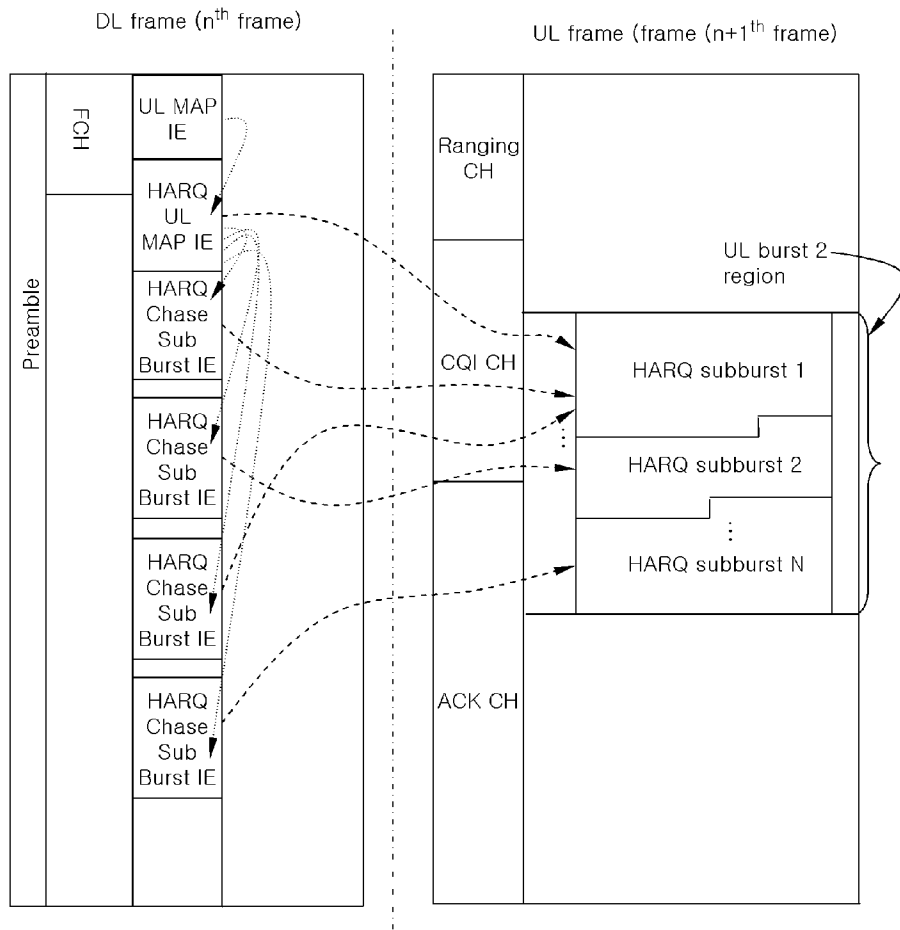 DL frame (nth frame)
UL frame (frame (n+1th frame)
Preamble
FCH
UL MAP
IE
HARQ
UL
MAP IE
HARQ
Chase
Sub
Burst IE
HARQ
Chase
Sub
Burst IE
HARQ
Chase
Sub
Burst IE
HARQ
Chase
Sub
Burst IE
Ranging
CH
CQI CH
ACK CH
UL burst 2
region
HARQ subburst 1
⋮
HARQ subburst 2
⋮
HARQ subburst N